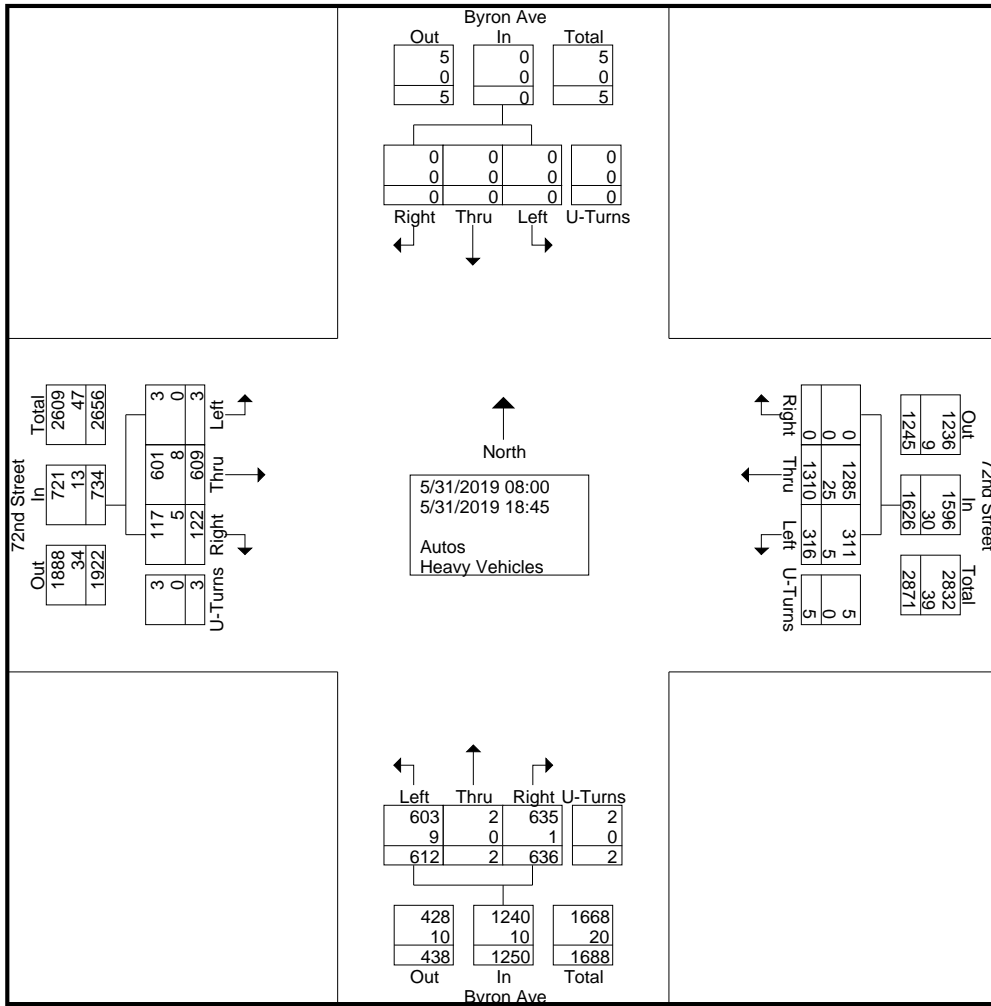 Byron Ave
Out In Total
5 0 5
0 0 0
5 0 5
0 0 0 0
0 0 0 0
0 0 0 0
Right Thru Left U-Turns
72nd Street
Total In Out
2609 721 1888
47 13 34
2656 734 1922
3 601 117 3
0 8 5 0
3 609 122 3
Left Thru Right U-Turns
North
5/31/2019 08:00
5/31/2019 18:45
Autos
Heavy Vehicles
72nd Street
Out In Total
1236 1596 2832
9 30 39
1245 1626 2871
0 1285 311 5
0 25 5 0
0 1310 316 5
Right Thru Left U-Turns
Left Thru Right U-Turns
603 2 635 2
9 0 1 0
612 2 636 2
428 1240 1668
10 10 20
438 1250 1688
Out In Total
Byron Ave